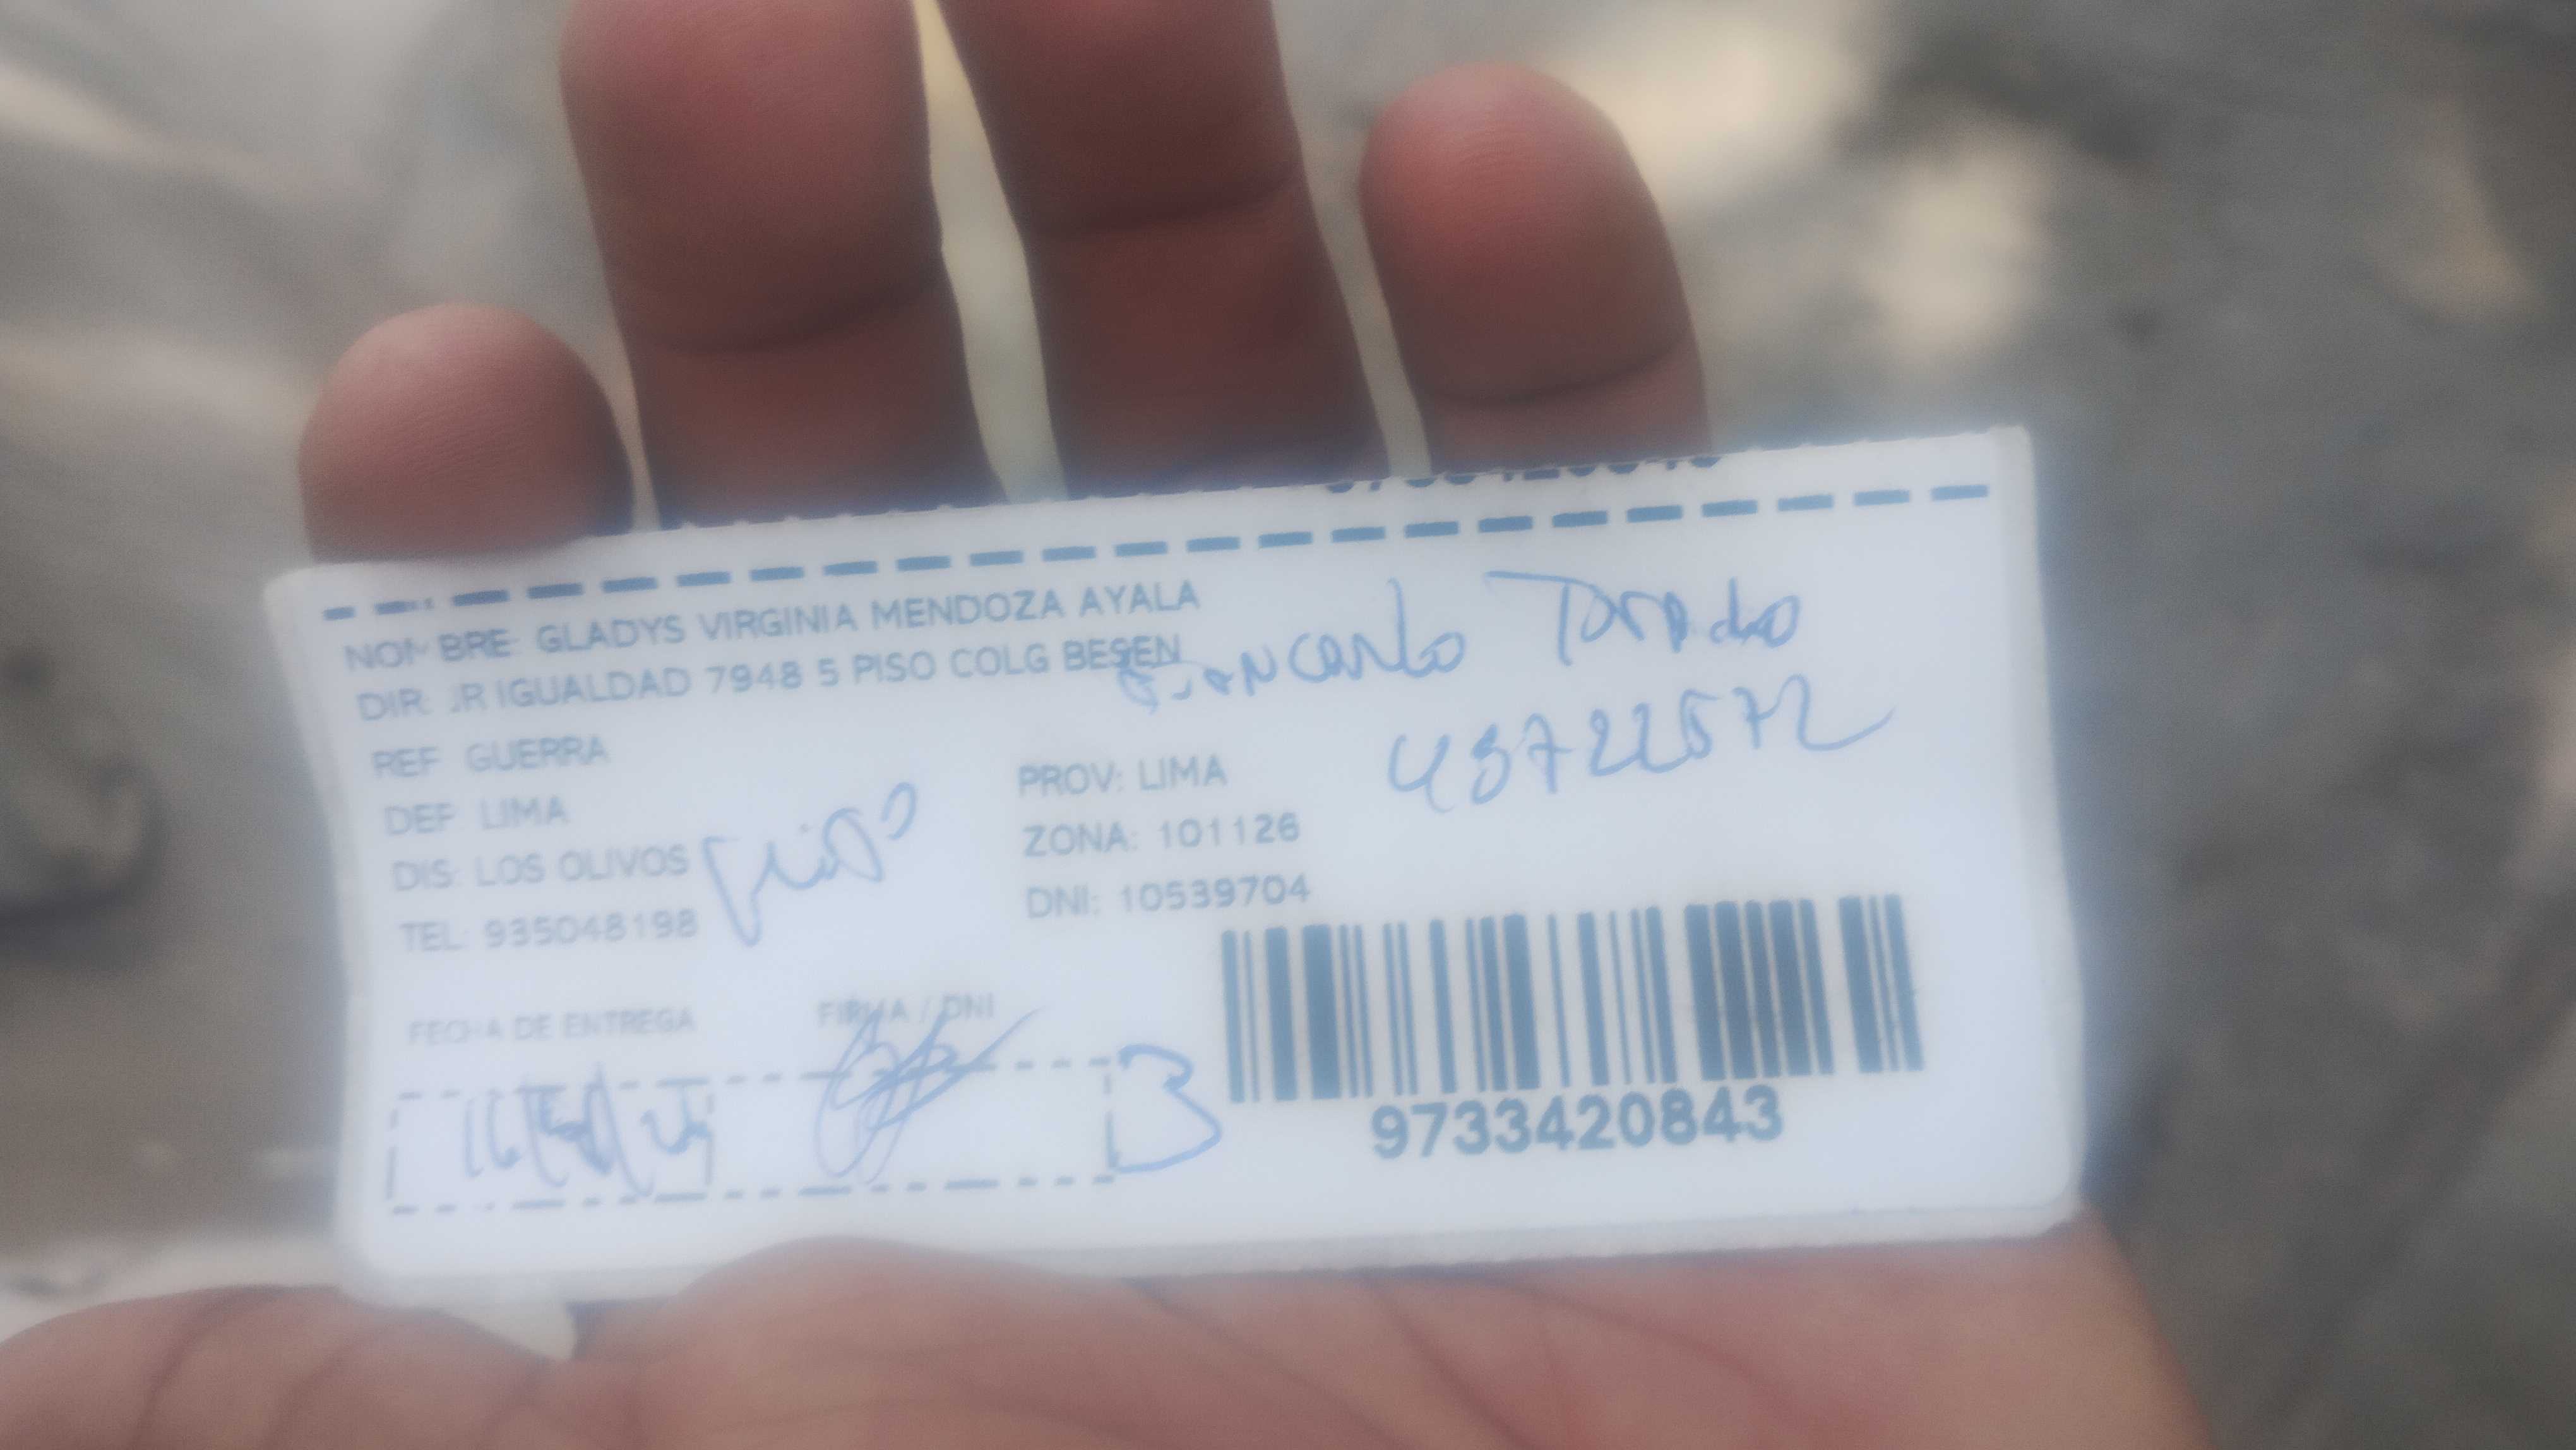 NOMBRE: GLADYS VIRGINIA MENDOZA AYALA
DIR: JR IGUALDAD 7948 5 PISO COLG BESEN
Giancarlo
REF GUERRA
PROV: LIMA
DEP LIMA
ZONA: 101126
DIS: LOS OLIVOS
DNI: 10539704
TEL: 935048198
FECHA DE ENTREGA
FIRMA / DNI
B
9733420843